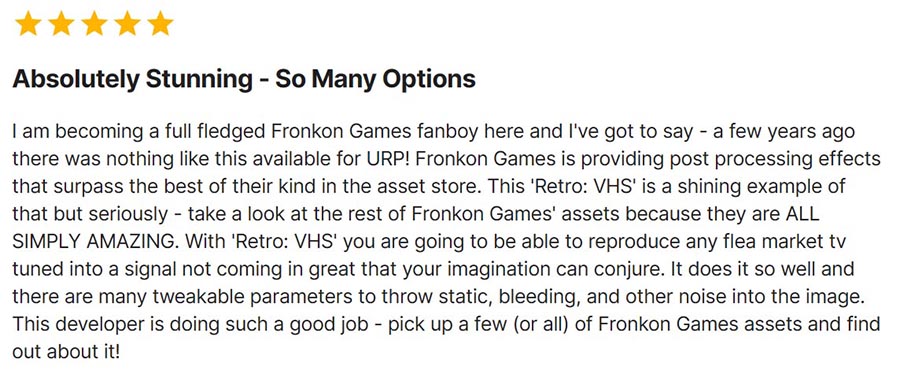 Absolutely Stunning - So Many Options
I am becoming a full fledged Fronkon Games fanboy here and I've got to say - a few years ago
there was nothing like this available for URP! Fronkon Games is providing post processing effects
that surpass the best of their kind in the asset store. This 'Retro: VHS' is a shining example of
that but seriously - take a look at the rest of Fronkon Games' assets because they are ALL
SIMPLY AMAZING. With 'Retro: VHS' you are going to be able to reproduce any flea market tv
tuned into a signal not coming in great that your imagination can conjure. It does it so well and
there are many tweakable parameters to throw static, bleeding, and other noise into the image.
This developer is doing such a good job - pick up a few (or all) of Fronkon Games assets and find
out about it!